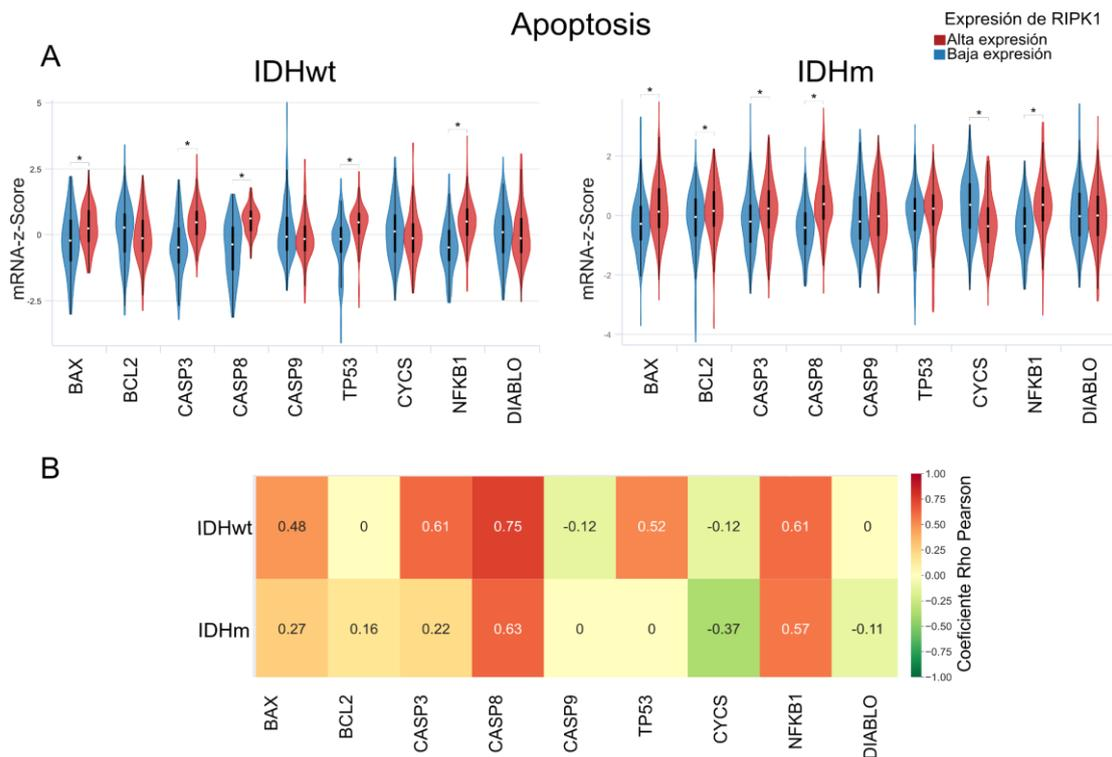 Apoptosis
Expresión de RIPK1
Alta expresión
Baja expresión
A
IDHwt
IDHm
mRNA-z-Score
5
2.5
0
-2.5
* * * * *
BAX BCL2 CASP3 CASP8 CASP9 TP53 CYCS NFKB1 DIABLO
mRNA-z-Score
2
0
-2
-4
* * * * * *
BAX BCL2 CASP3 CASP8 CASP9 TP53 CYCS NFKB1 DIABLO
B
IDHwt 0.48 0 0.61 0.75 -0.12 0.52 -0.12 0.61 0
IDHm 0.27 0.16 0.22 0.63 0 0 -0.37 0.57 -0.11
BAX BCL2 CASP3 CASP8 CASP9 TP53 CYCS NFKB1 DIABLO
1.00
0.75
0.50
0.25
0.00
−0.25
−0.50
−0.75
−1.00
Coeficiente Rho Pearson